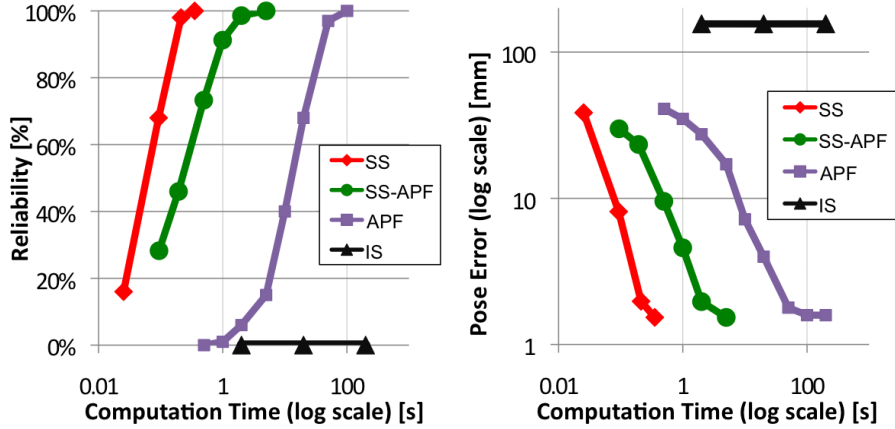 100%
80%
60%
40%
20%
0%
Reliability [%]
SS
SS-APF
APF
IS
0.01
1
100
Computation Time (log scale) [s]
100
10
1
Pose Error (log scale) [mm]
SS
SS-APF
APF
IS
0.01
1
100
Computation Time (log scale) [s]